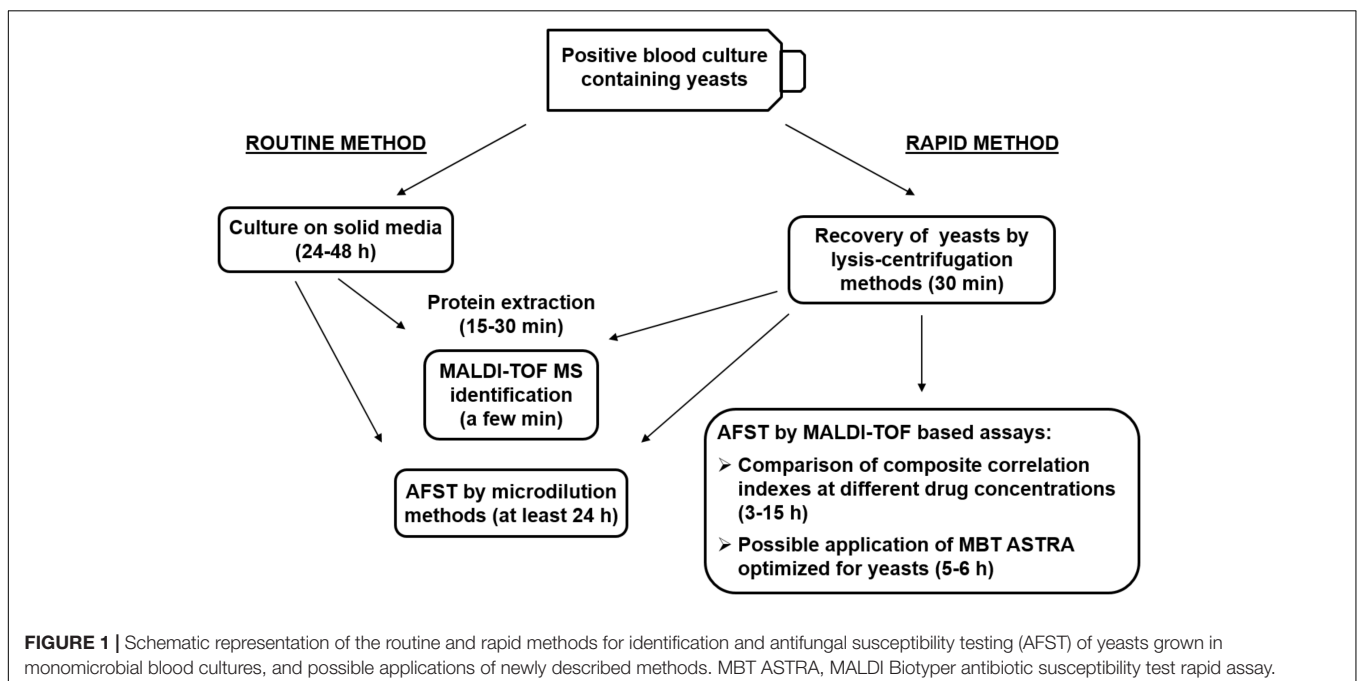 Positive blood culture
containing yeasts
ROUTINE METHOD
RAPID METHOD
Culture on solid media
(24-48 h)
Recovery of yeasts by
lysis-centrifugation
methods (30 min)
Protein extraction
(15-30 min)
MALDI-TOF MS
identification
(a few min)
AFST by microdilution
methods (at least 24 h)
AFST by MALDI-TOF based assays:
➢ Comparison of composite correlation
indexes at different drug concentrations
(3-15 h)
➢ Possible application of MBT ASTRA
optimized for yeasts (5-6 h)
FIGURE 1 | Schematic representation of the routine and rapid methods for identification and antifungal susceptibility testing (AFST) of yeasts grown in
monomicrobial blood cultures, and possible applications of newly described methods. MBT ASTRA, MALDI Biotyper antibiotic susceptibility test rapid assay.